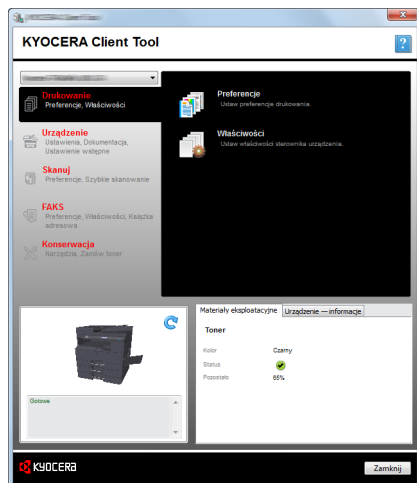 KYOCERA Client Tool
?
Drukowanie
Preferencje, Właściwości
Urządzenie
Ustawienia, Dokumentacja,
Ustawienie wstępne
Skanuj
Preferencje, Szybkie skanowanie
FAKS
Preferencje, Właściwości, Książka
adresowa
Konserwacja
Narzędzia, Zamów toner
Preferencje
Ustaw preferencje drukowania.
Właściwości
Ustaw właściwości sterownika urządzenia.
Gotowe
Materiały eksploatacyjne
Urządzenie — informacje
Toner
Kolor
Czarny
Status
Pozostało
65%
KYOCERA
Zamknij